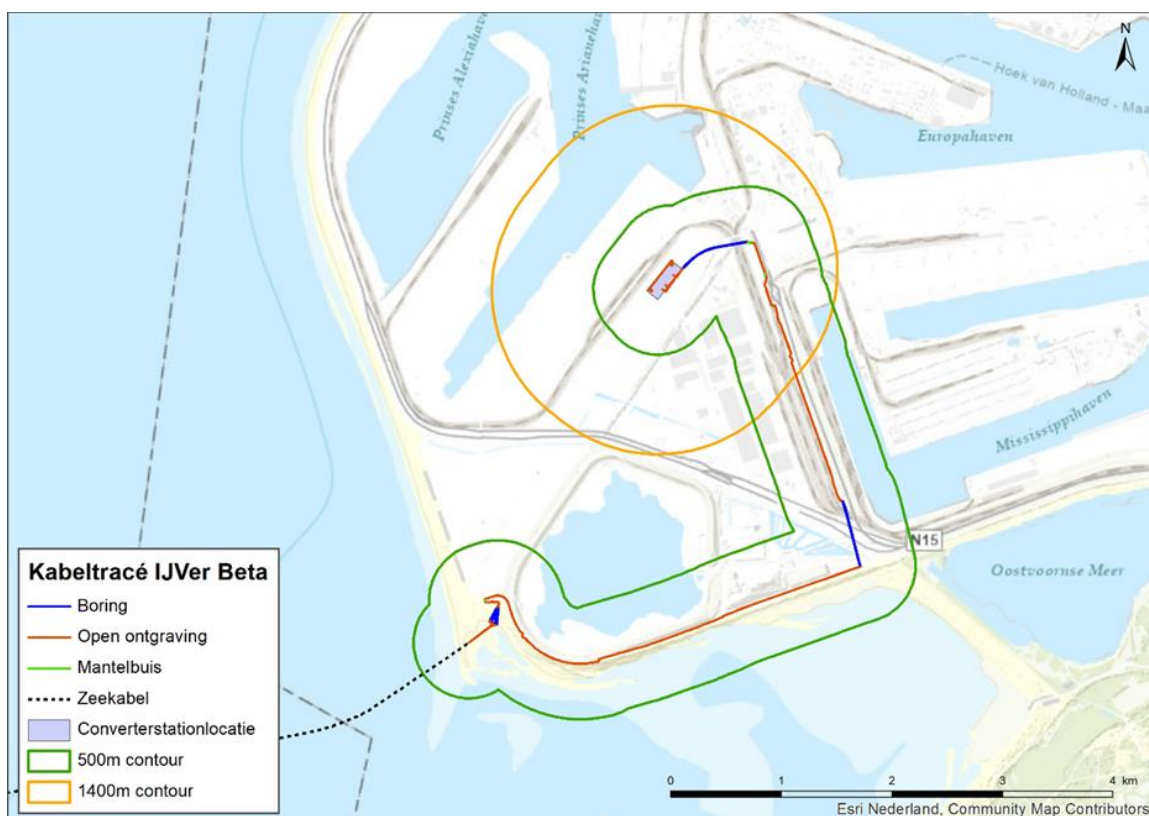 Prinses Alexiahaven
Prinses Arianehaven
N
Hoek van Holland - Maa
Europahaven
Mississippihaven
N15
Oostvoornse Meer
Kabeltracé IJVer Beta
Boring
Open ontgraving
Mantelbuis
Zeekabel
Converterstationlocatie
500m contour
1400m contour
0 1 2 3 4 km
Esri Nederland, Community Map Contributors